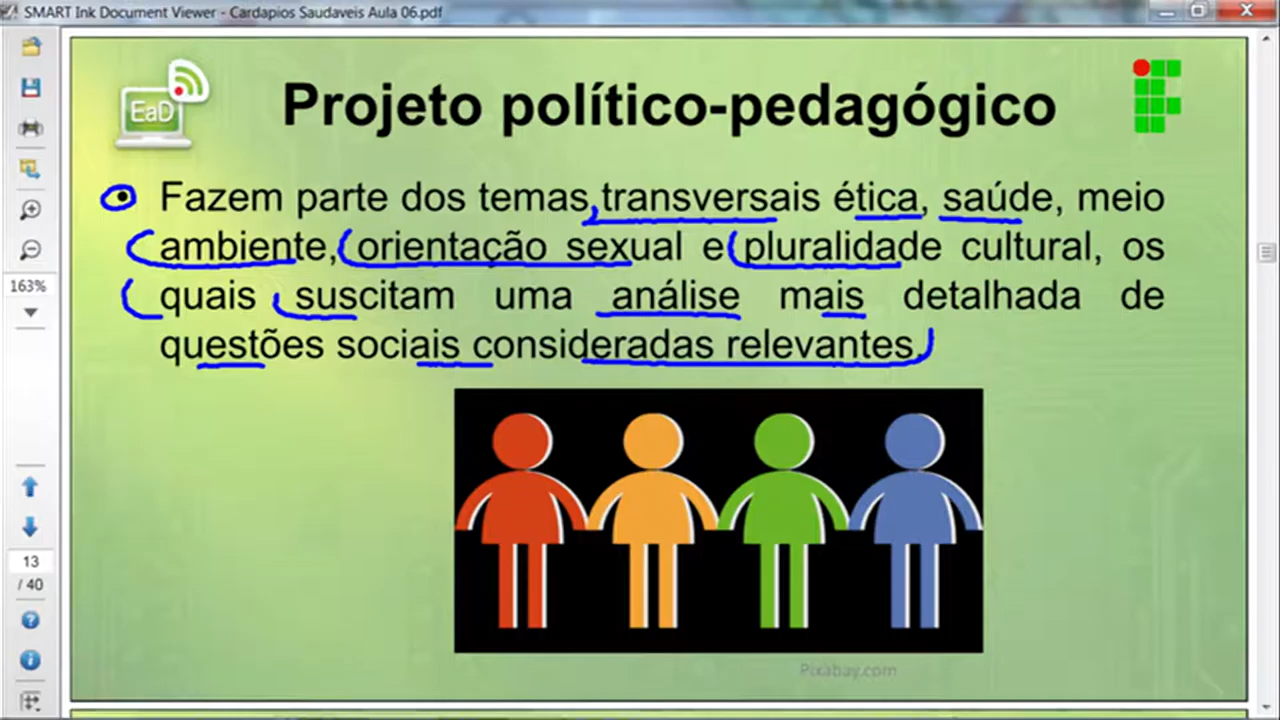 SMART Ink Document Viewer - Cardapios Saudaveis Aula 06.pdf
EaD
Projeto político-pedagógico
Fazem parte dos temas transversais ética, saúde, meio
ambiente, orientação sexual e pluralidade cultural, os
quais suscitam uma análise mais detalhada de
questões sociais consideradas relevantes.
163%
13
/ 40
Pixabay.com